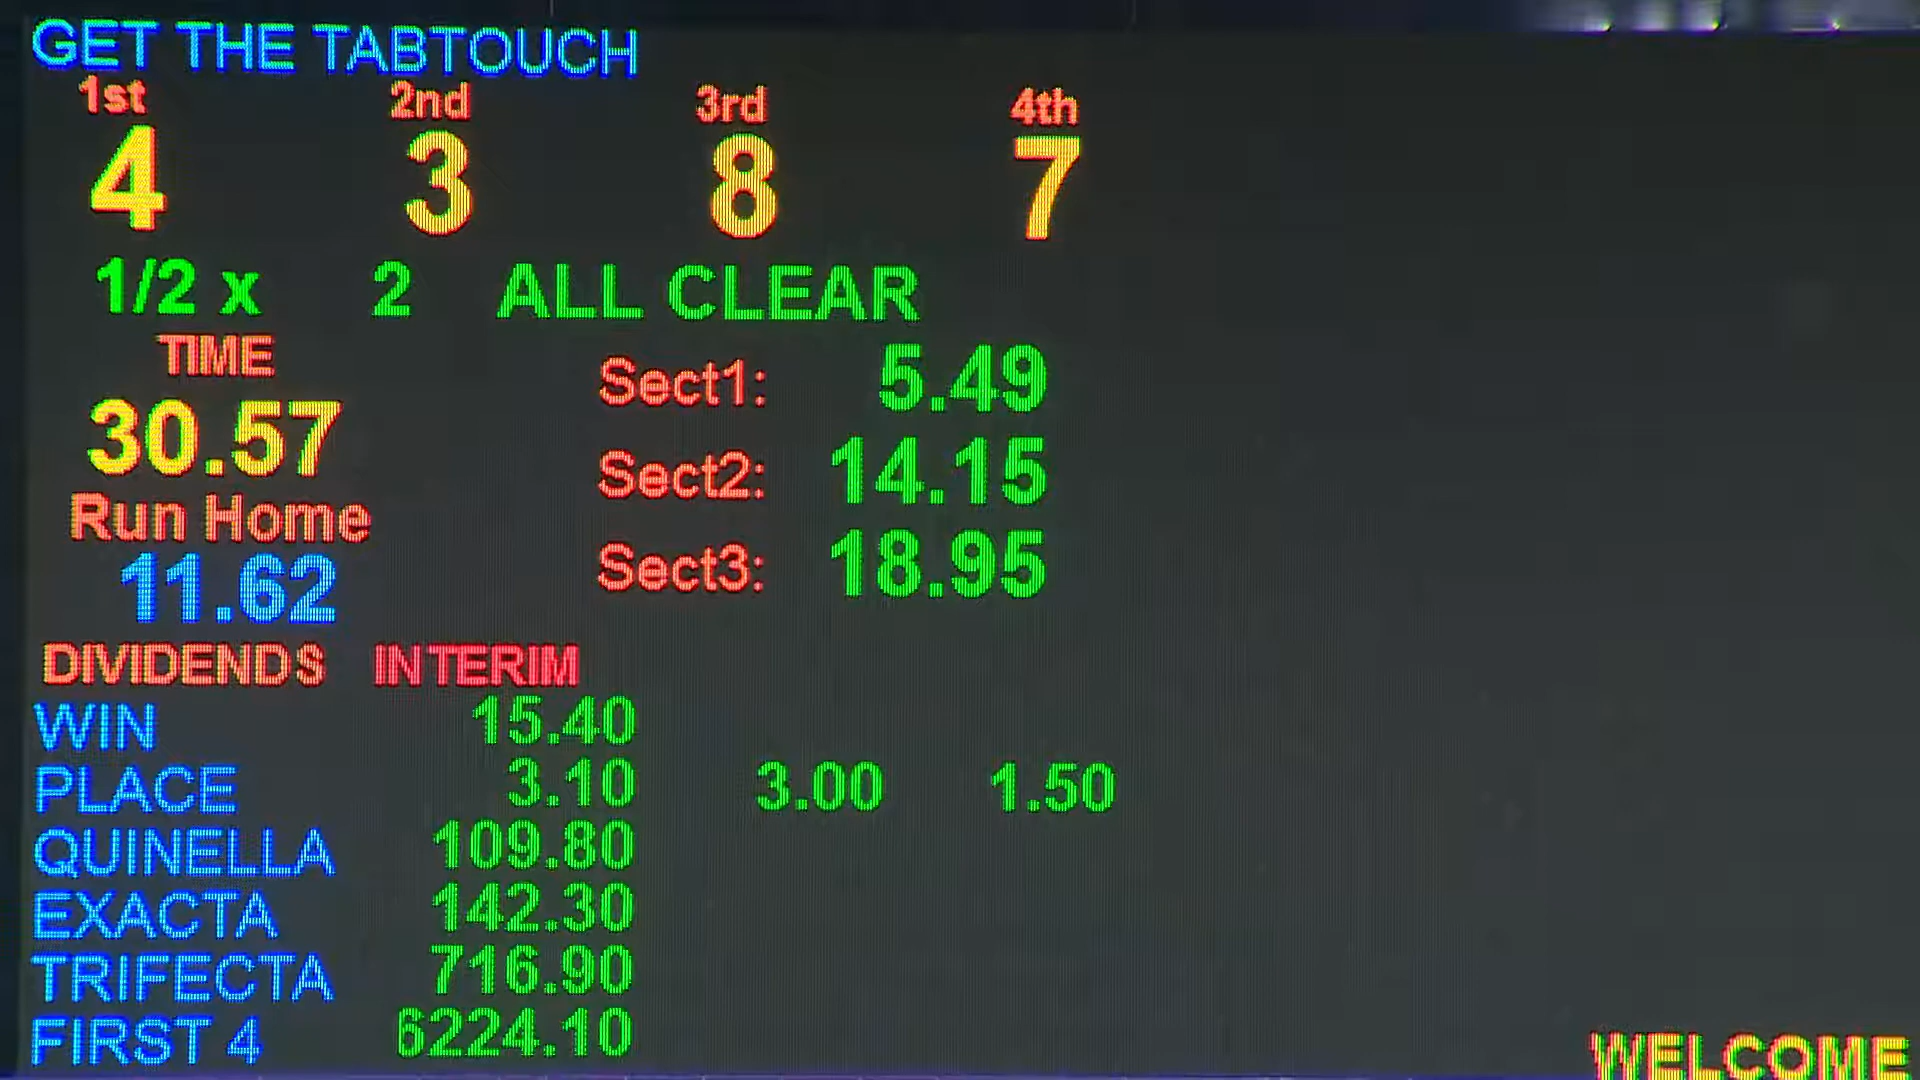 GET THE TABTOUCH
1st 2nd 3rd 4th
4 3 8 7
1/2 x 2 ALL CLEAR
TIME
30.57
Run Home
11.62
Sect1: 5.49
Sect2: 14.15
Sect3: 18.95
DIVIDENDS INTERIM
WIN 15.40
PLACE 3.10 3.00 1.50
QUINELLA 109.80
EXACTA 142.30
TRIFECTA 716.90
FIRST 4 6224.10
WELCOME